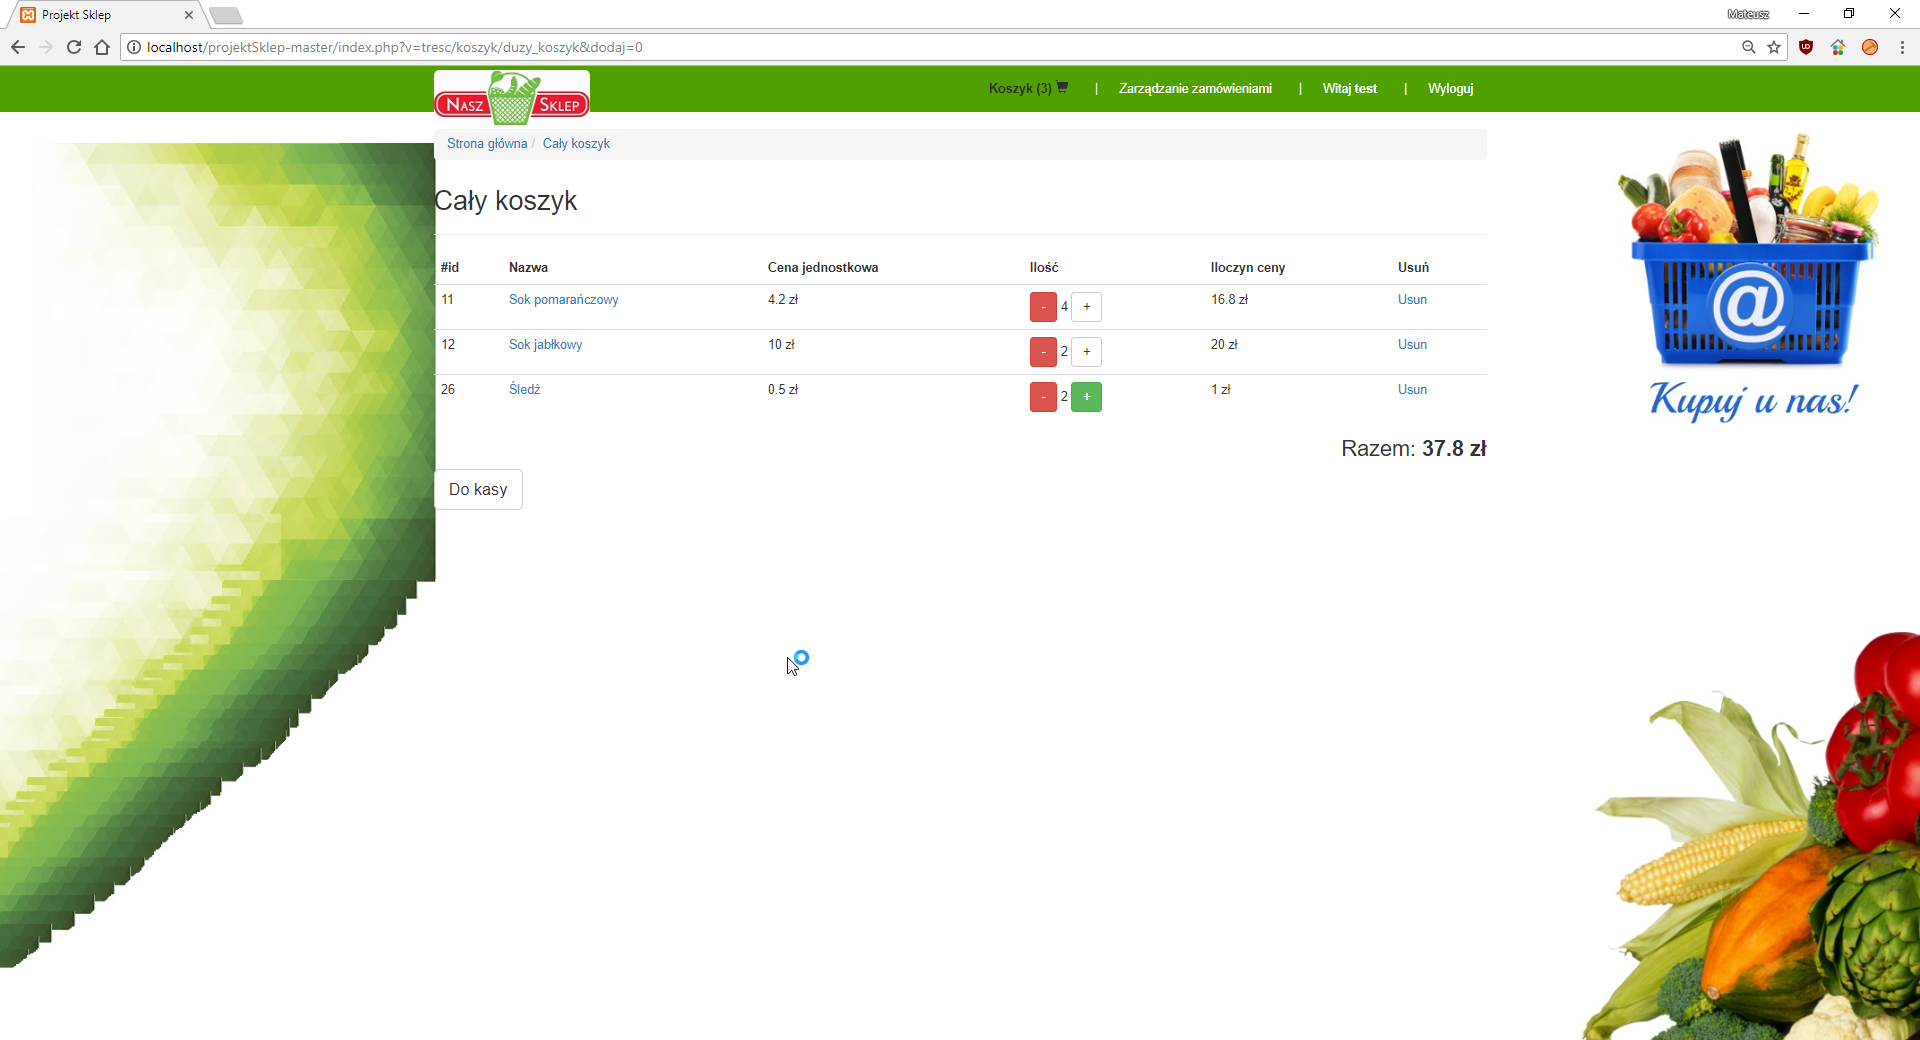 Projekt Sklep
Mateusz
localhost/projektSklep-master/index.php?v=tresc/koszyk/duzy_koszyk&dodaj=0
NASZ SKLEP
Koszyk (3) | Zarządzanie zamówieniami | Witaj test | Wyloguj
Strona główna / Cały koszyk
Cały koszyk
#id Nazwa Cena jednostkowa Ilość Iloczyn ceny Usuń
11 Sok pomarańczowy 4.2 zł - 4 + 16.8 zł Usun
12 Sok jabłkowy 10 zł - 2 + 20 zł Usun
26 Śledź 0.5 zł - 2 + 1 zł Usun
Razem: 37.8 zł
Do kasy
@
Kupuj u nas!